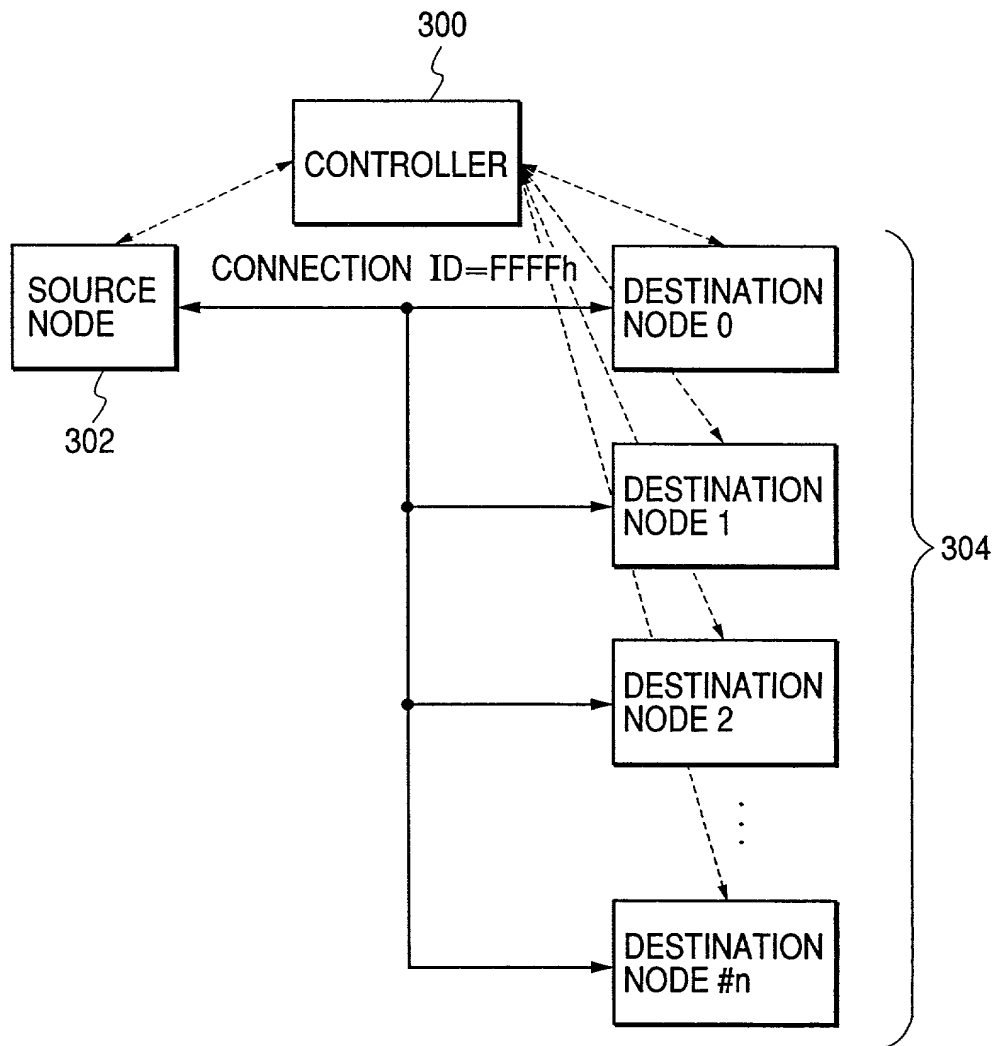 300
CONTROLLER
CONNECTION ID=FFFFh
SOURCE
NODE
302
DESTINATION
NODE 0
DESTINATION
NODE 1
304
DESTINATION
NODE 2
DESTINATION
NODE #n